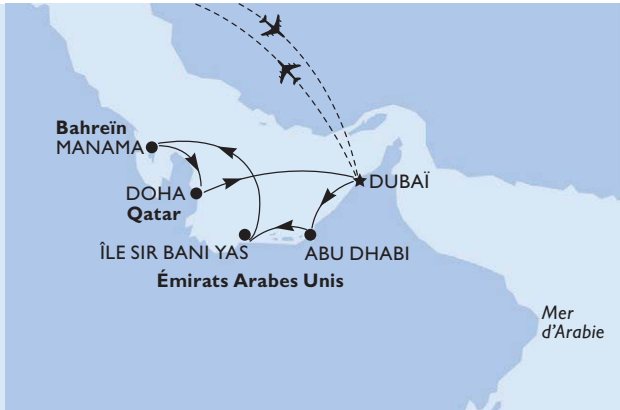 Bahreïn
MANAMA
DOHA
Qatar
DUBAÏ
ÎLE SIR BANI YAS
ABU DHABI
Émirats Arabes Unis
Mer
d'Arabie